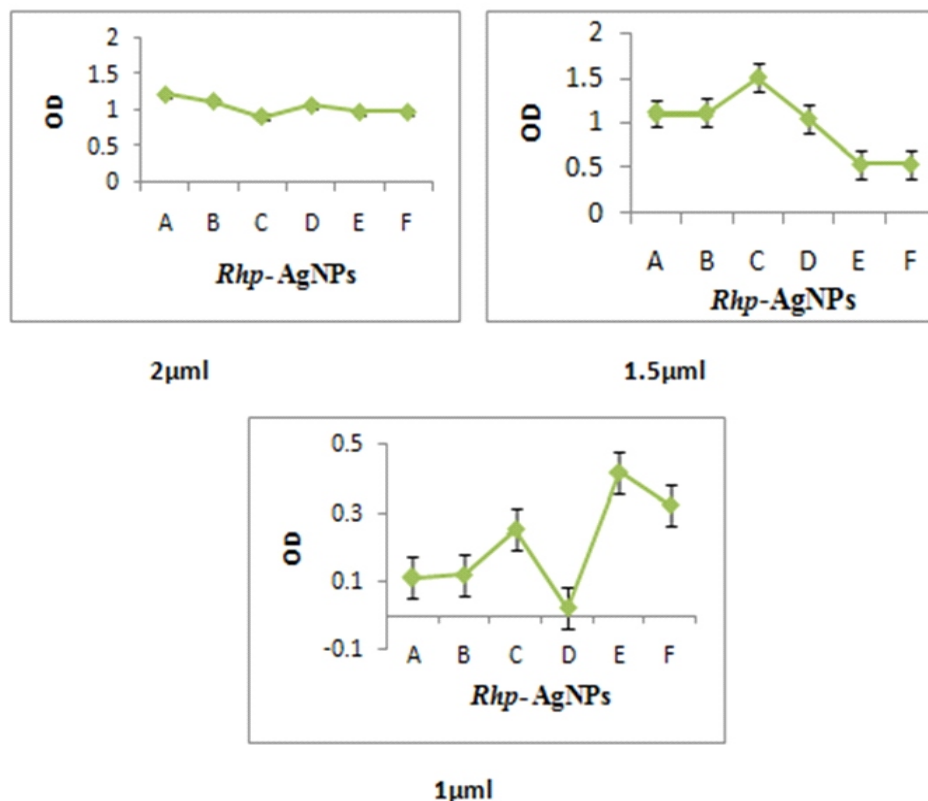 2
1.5
1
0.5
0
OD
A B C D E F
Rhp- AgNPs
2µml
2
1.5
1
0.5
0
OD
A B C D E F
Rhp- AgNPs
1.5µml
0.5
0.3
0.1
-0.1
OD
A B C D E F
Rhp- AgNPs
1µml